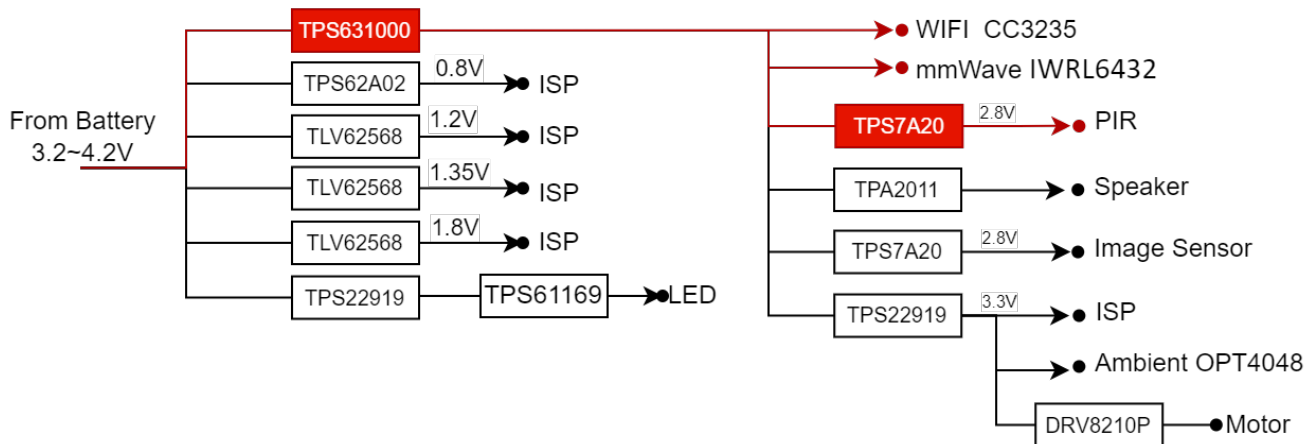 TPS631000
WIFI CC3235
mmWave IWRL6432
TPS62A02
0.8V
ISP
From Battery
3.2~4.2V
TLV62568
1.2V
ISP
TPS7A20
2.8V
PIR
TLV62568
1.35V
ISP
TPA2011
Speaker
TLV62568
1.8V
ISP
TPS7A20
2.8V
Image Sensor
TPS22919
TPS61169
LED
TPS22919
3.3V
ISP
Ambient OPT4048
DRV8210P
Motor